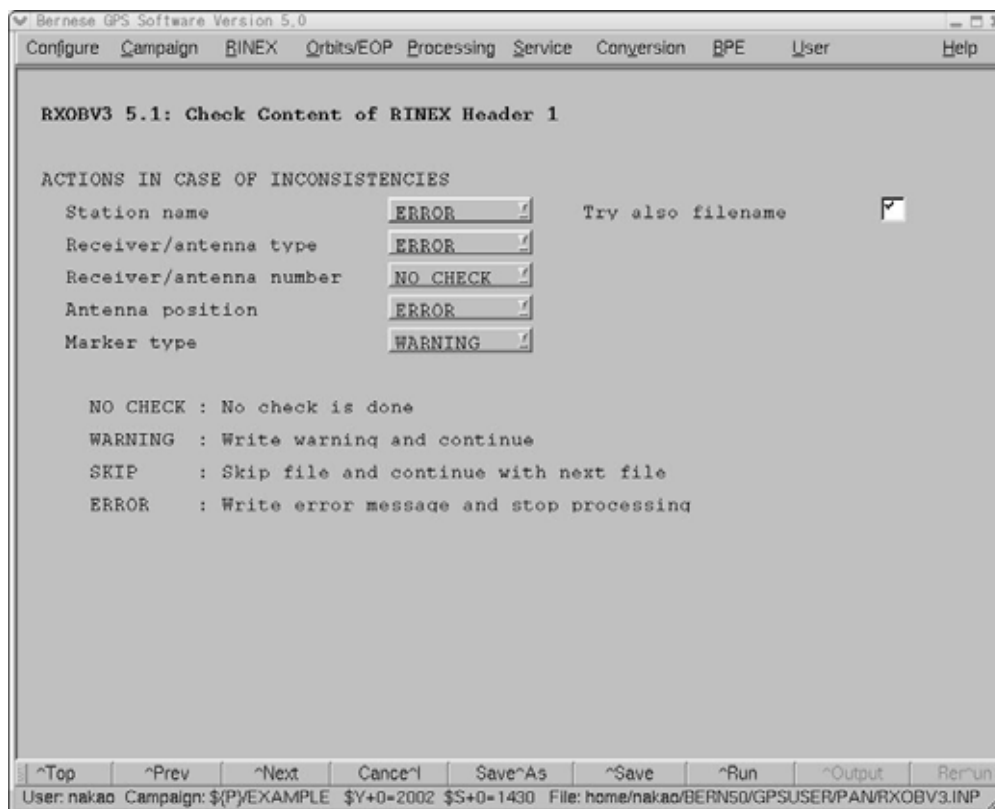 Bernese GPS Software Version 5.0
Configure Campaign RINEX Orbits/EOP Processing Service Conversion BPE User Help
RXOBV3 5.1: Check Content of RINEX Header 1
ACTIONS IN CASE OF INCONSISTENCIES
Station name ERROR Try also filename
Receiver/antenna type ERROR
Receiver/antenna number NO CHECK
Antenna position ERROR
Marker type WARNING
NO CHECK : No check is done
WARNING : Write warning and continue
SKIP : Skip file and continue with next file
ERROR : Write error message and stop processing
^Top ^Prev ^Next Cance^l Save^As ^Save ^Run ^Output Rer^un
User: nakao Campaign: ${P}/EXAMPLE $Y+0=2002 $S+0=1430 File: home/nakao/BERN50/GPSUSER/PAN/RXOBV3.INP